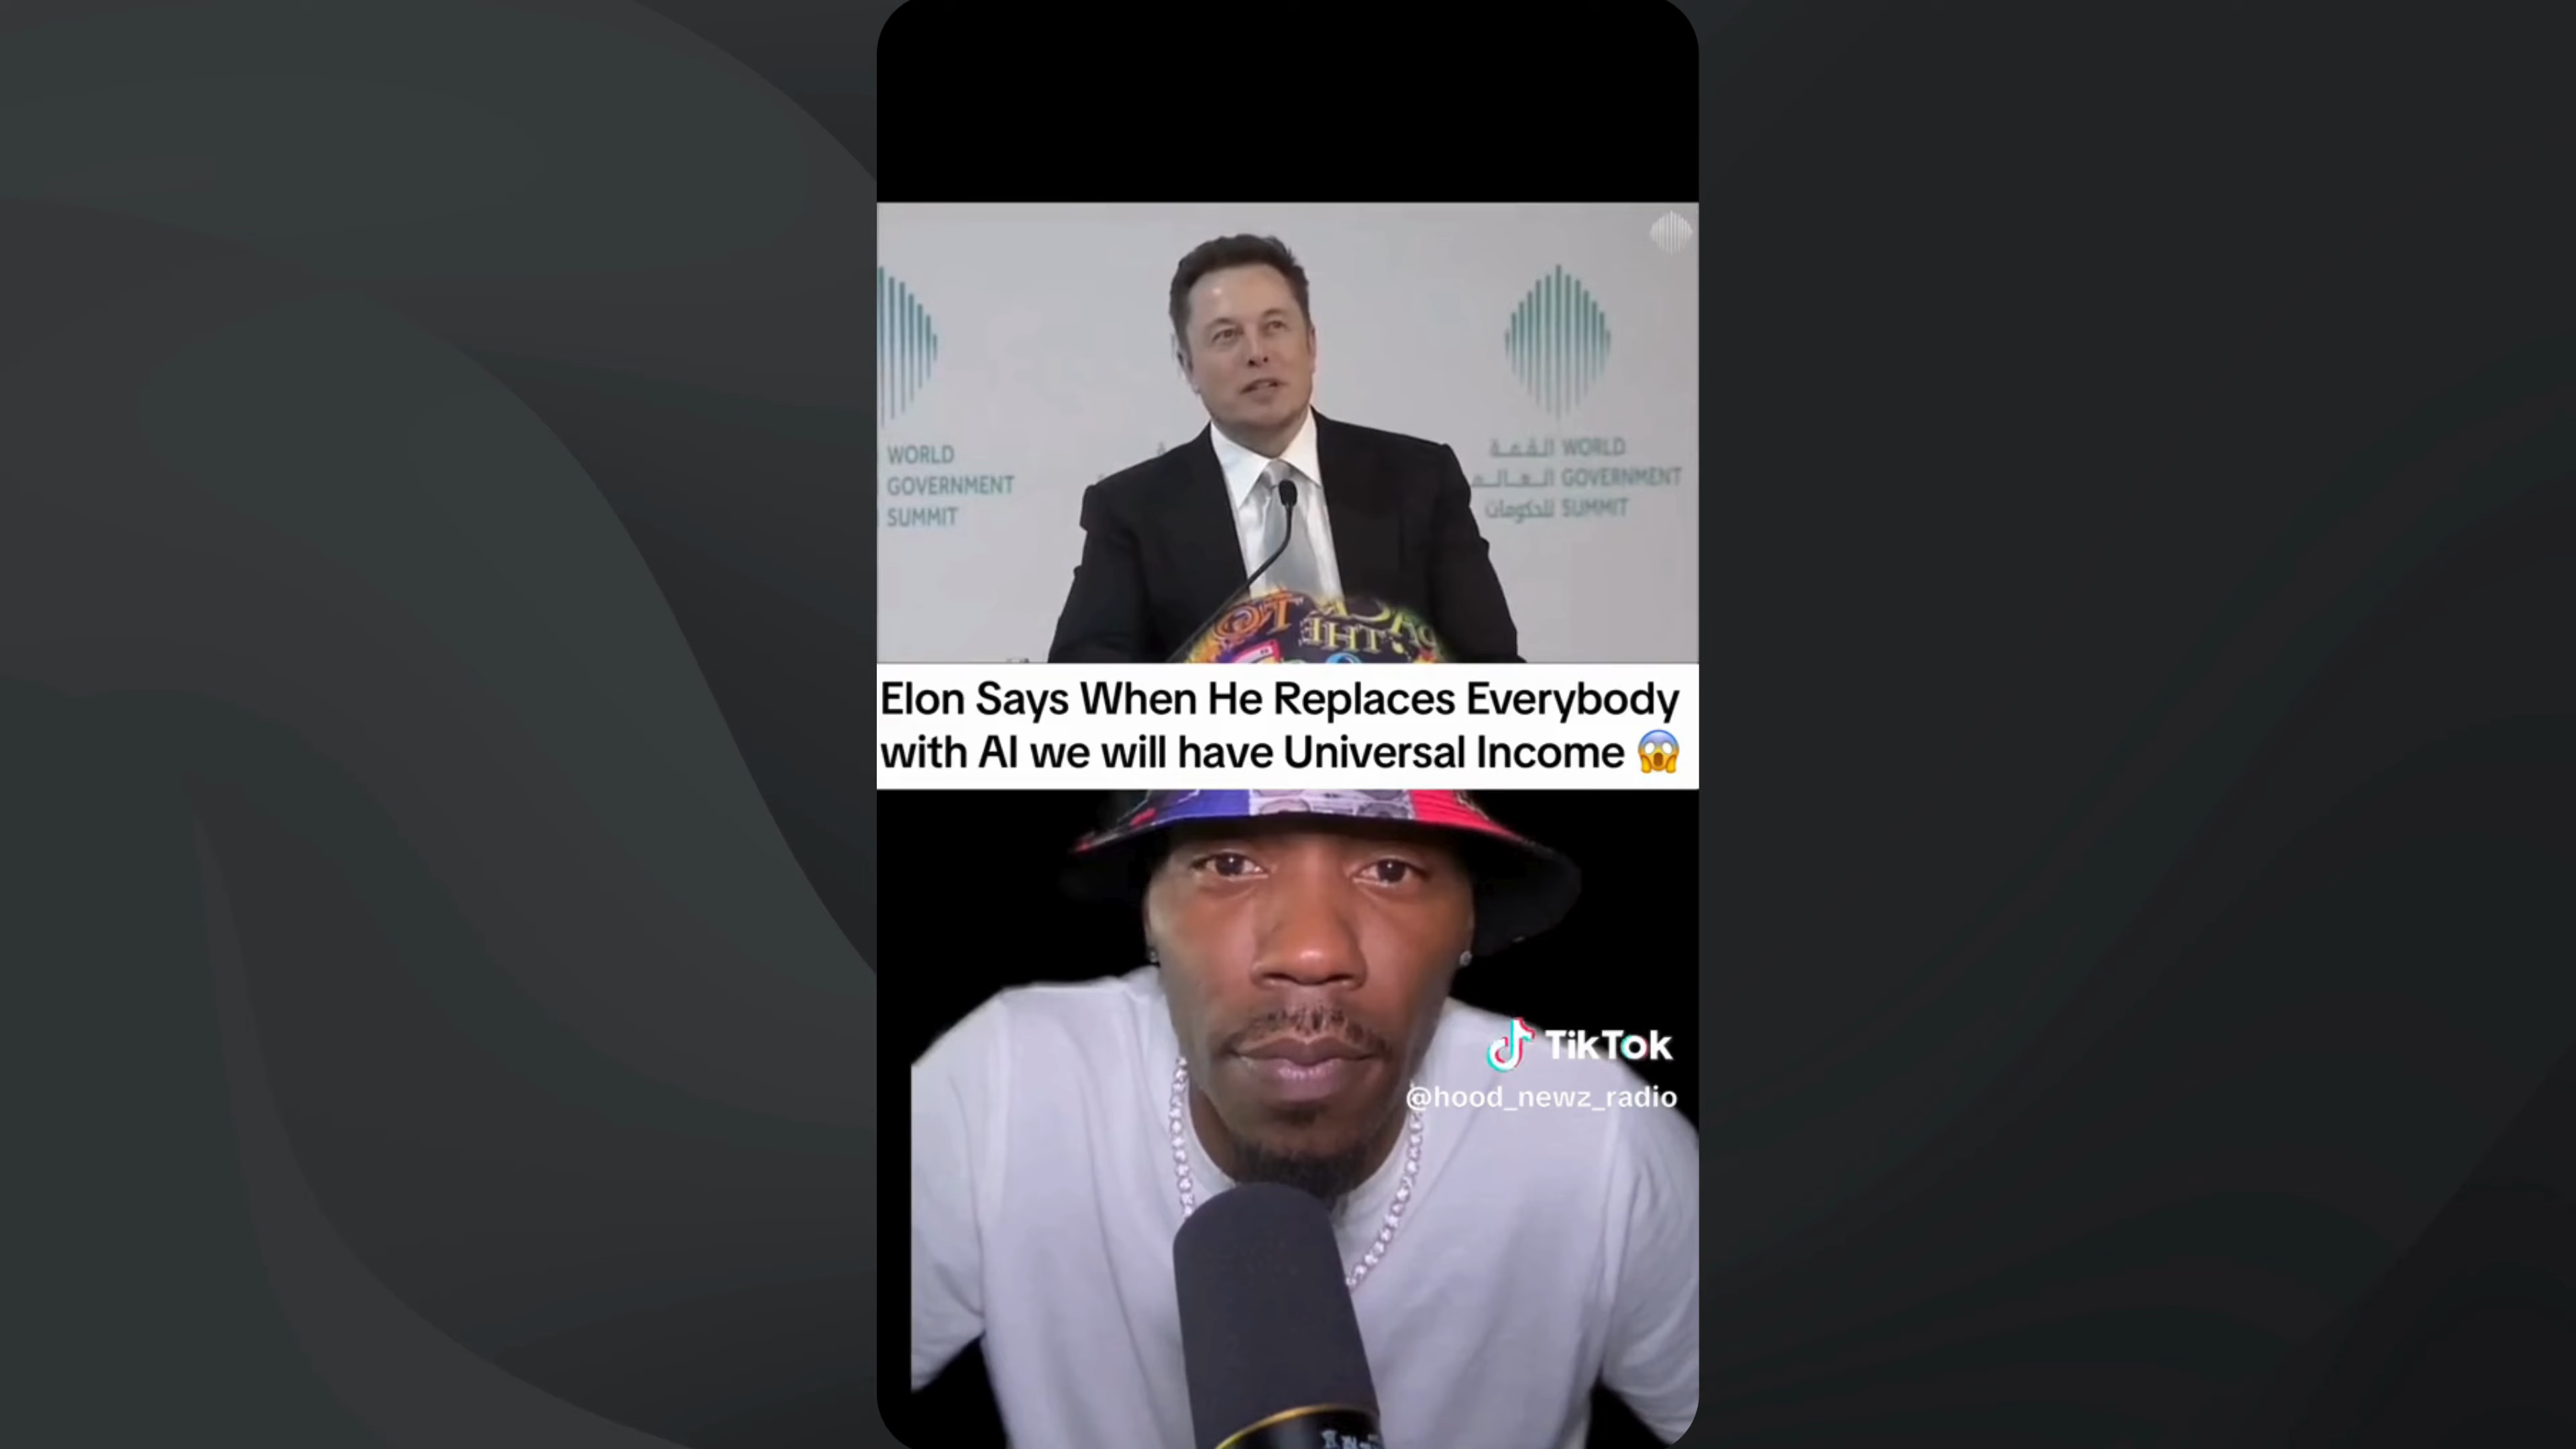 WORLD
GOVERNMENT
SUMMIT
القمة WORLD
العالمية GOVERNMENT
للحكومات SUMMIT
THE
Elon Says When He Replaces Everybody
with AI we will have Universal Income 😱
TikTok
@hood_newz_radio